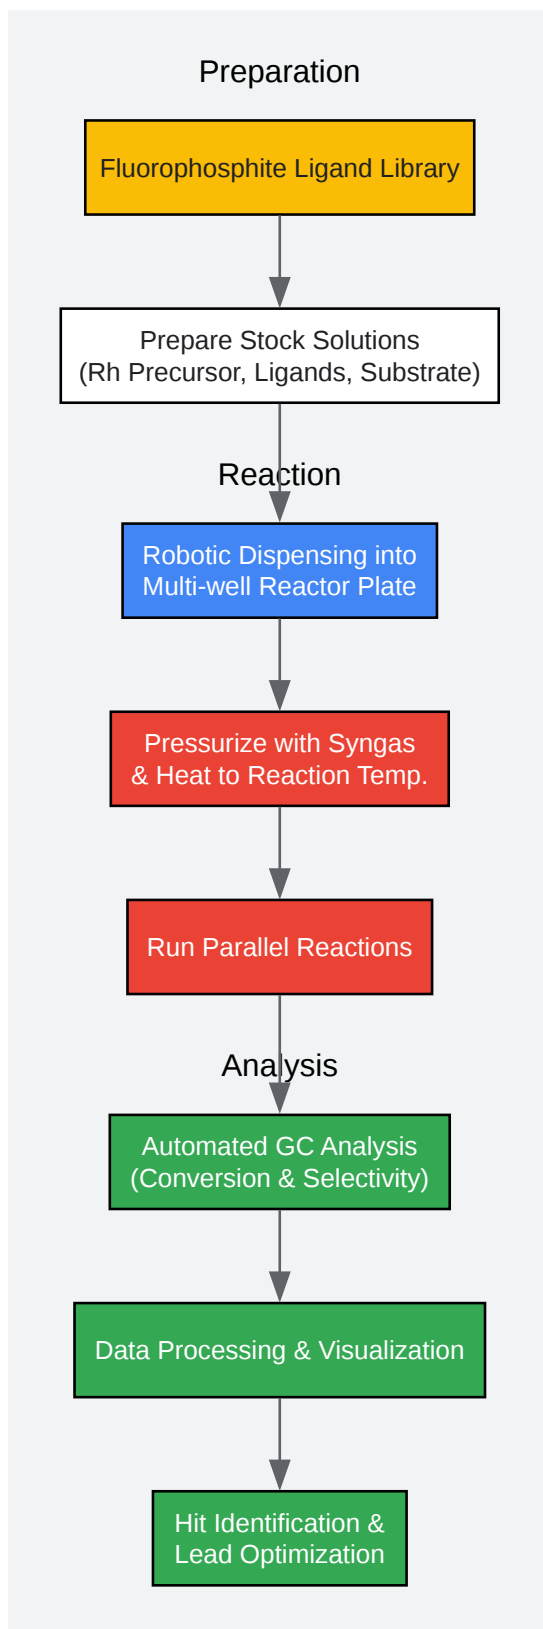 Preparation
Fluorophosphite Ligand Library
Prepare Stock Solutions
(Rh Precursor, Ligands, Substrate)
Reaction
Robotic Dispensing into
Multi-well Reactor Plate
Pressurize with Syngas
& Heat to Reaction Temp.
Run Parallel Reactions
Analysis
Automated GC Analysis
(Conversion & Selectivity)
Data Processing & Visualization
Hit Identification &
Lead Optimization